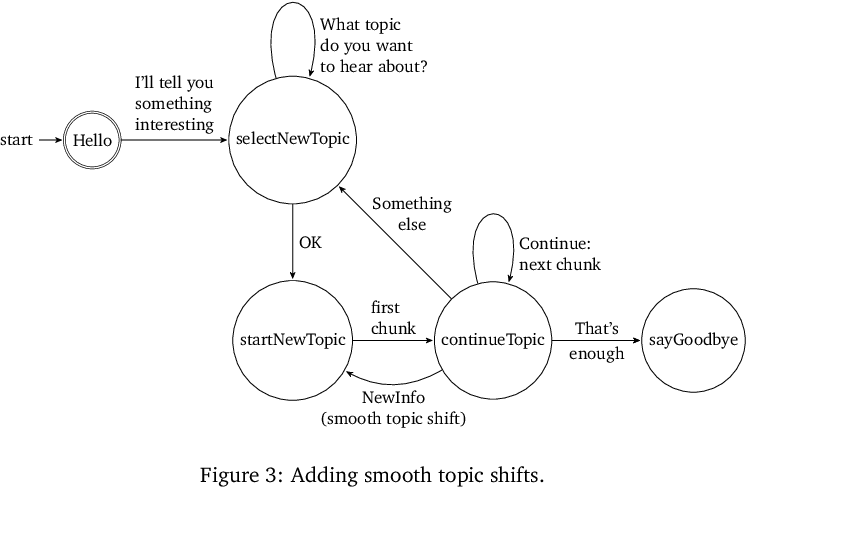 What topic
do you want
to hear about?
I'll tell you
something
interesting
start
Hello
selectNewTopic
Something
else
OK
Continue:
next chunk
first
chunk
startNewTopic
continueTopic
That's
enough
sayGoodbye
NewInfo
(smooth topic shift)
Figure 3: Adding smooth topic shifts.